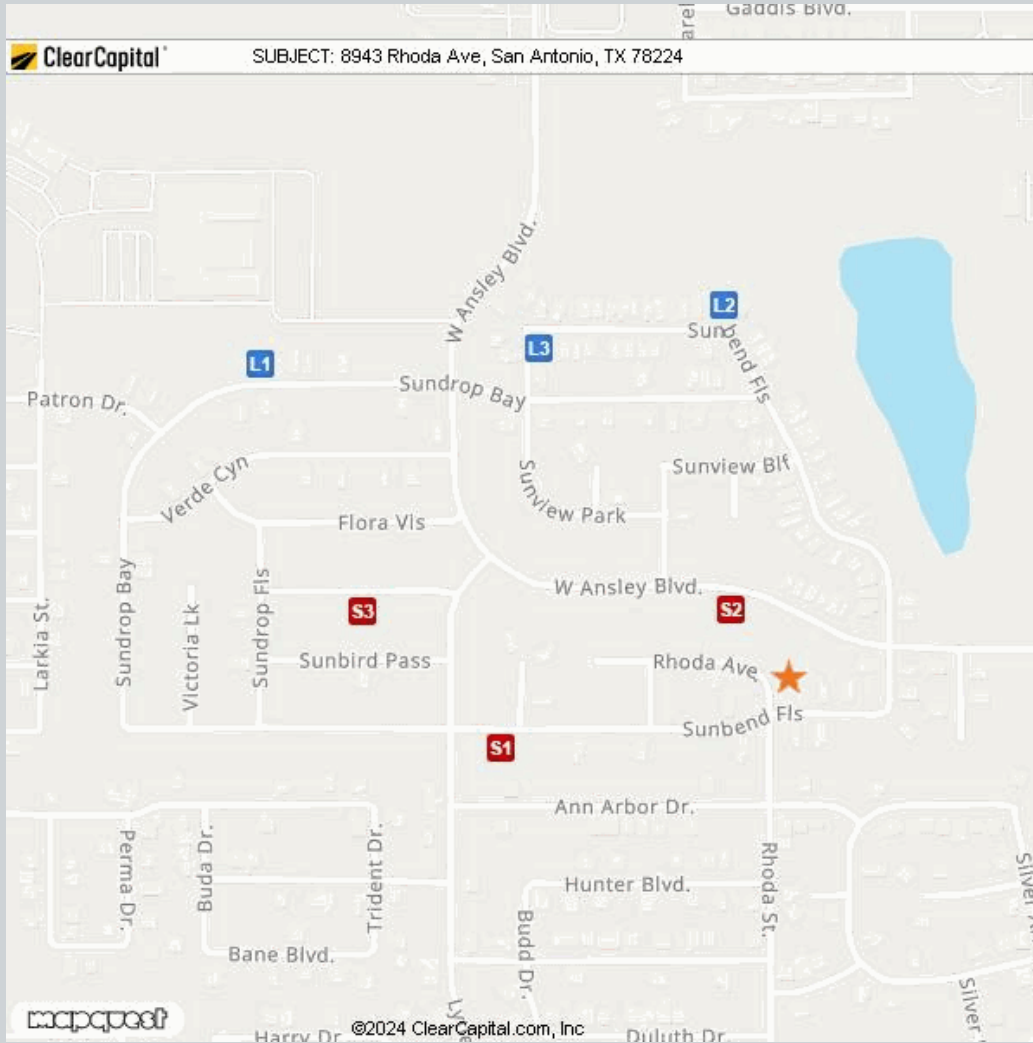 Gaddis Blvd.
ClearCapital
SUBJECT: 8943 Rhoda Ave, San Antonio, TX 78224
W Ansley Blvd.
L2
Sunbend Fls
L3
L1
Sundrop Bay
Patron Dr.
Verde Cyn
Sunview Blf
Sunview Park
Flora Vls
W Ansley Blvd.
S2
S3
Larkia St.
Sundrop Bay
Victoria Lk
Sundrop Fls
Sunbird Pass
Rhoda Ave
Sunbend Fls
S1
Ann Arbor Dr.
Perma Dr.
Buda Dr.
Trident Dr.
Hunter Blvd.
Rhoda St.
Budd Dr.
Bane Blvd.
Silver
Silver
mapquest
©2024 ClearCapital.com, Inc
Harry Dr
Duluth Dr.